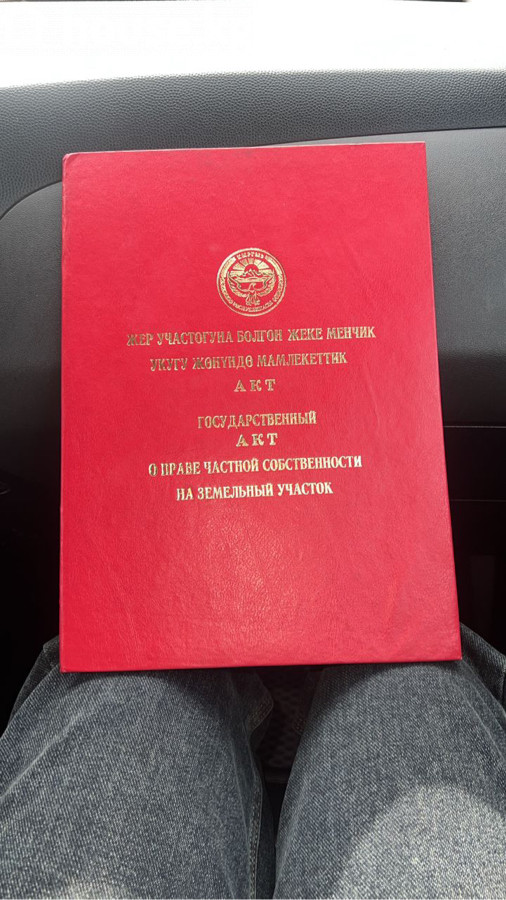 ЖЕР УЧАСТОГУНА БОЛГОН ЖЕКЕ МЕНЧИК
УКУГУ ЖӨНҮНДӨ МАМЛЕКЕТТИК
АКТ
ГОСУДАРСТВЕННЫЙ
АКТ
О ПРАВЕ ЧАСТНОЙ СОБСТВЕННОСТИ
НА ЗЕМЕЛЬНЫЙ УЧАСТОК